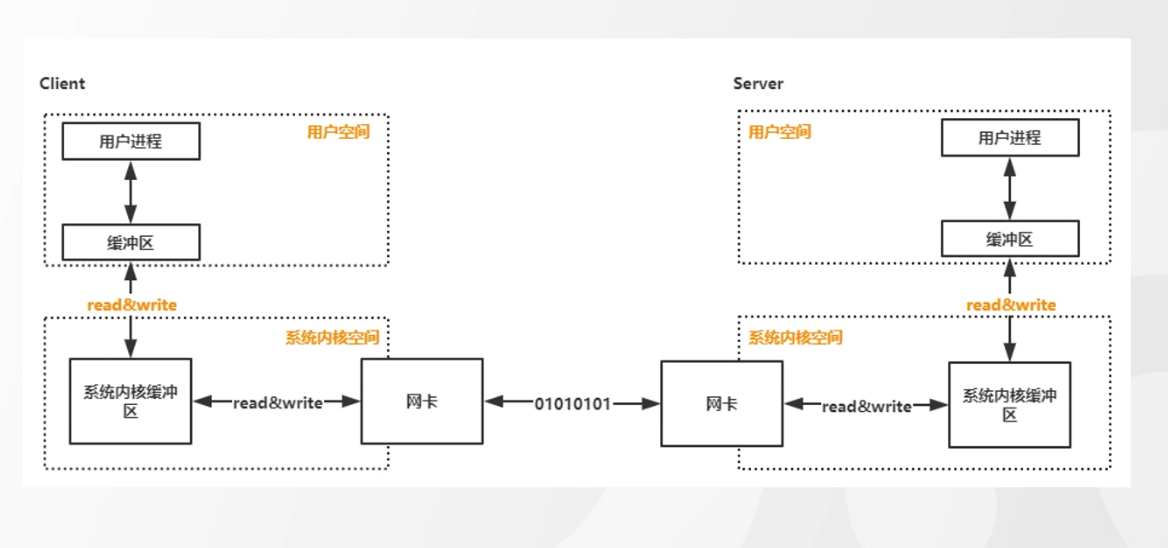 Client
用户空间
用户进程
缓冲区
read&write
系统内核空间
系统内核缓冲
区
read&write
网卡
01010101
Server
用户空间
用户进程
缓冲区
read&write
系统内核空间
网卡
read&write
系统内核缓冲
区